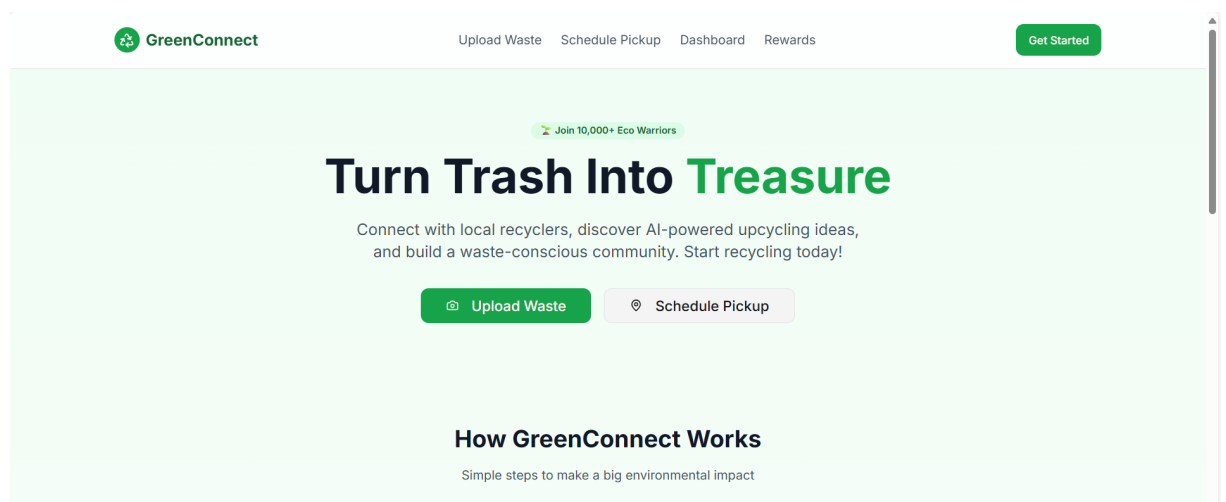 GreenConnect
Upload Waste
Schedule Pickup
Dashboard
Rewards
Get Started
Join 10,000+ Eco Warriors
Turn Trash Into Treasure
Connect with local recyclers, discover AI-powered upcycling ideas,
and build a waste-conscious community. Start recycling today!
Upload Waste
Schedule Pickup
How GreenConnect Works
Simple steps to make a big environmental impact